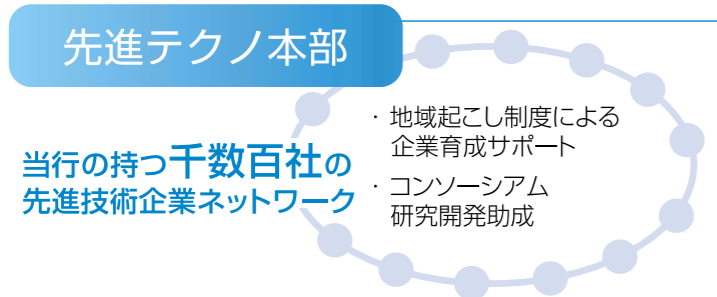 先進テクノ本部
当行の持つ千数百社の
先進技術企業ネットワーク
・地域起こし制度による
企業育成サポート
・コンソーシアム
研究開発助成